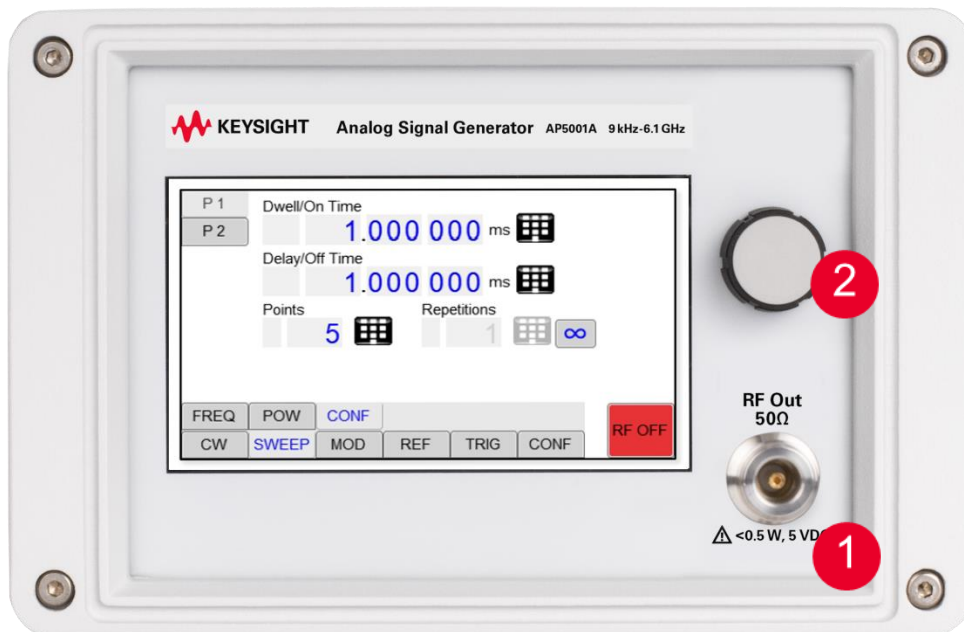 KEYSIGHT Analog Signal Generator AP5001A 9 kHz-6.1 GHz
P 1
Dwell/On Time
P 2
1.000 000 ms
Delay/Off Time
1.000 000 ms
Points Repetitions
5 1 ∞
2
FREQ POW CONF
RF OFF
CW SWEEP MOD REF TRIG CONF
RF Out
50Ω
<0.5 W, 5 VD
1